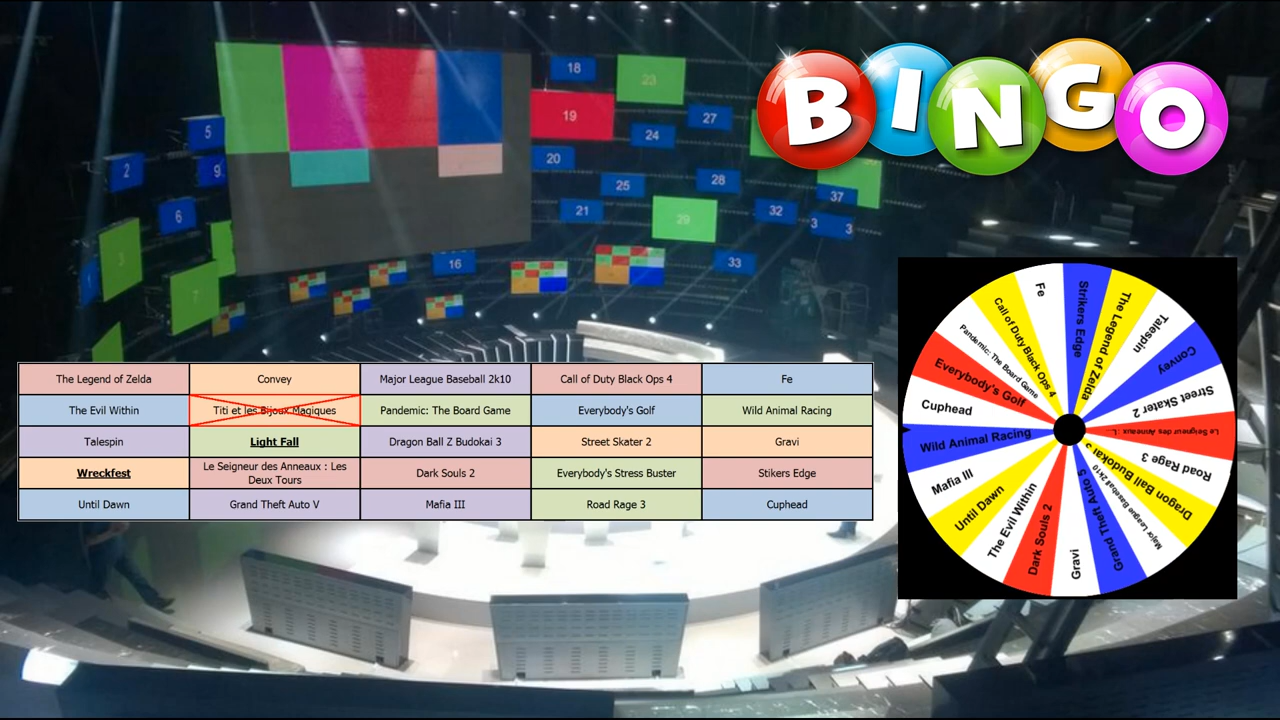 BINGO
18
23
19
27
5
24
20
2
9
28
25
37
6
21
32
29
3
3
3
16
33
7
The Legend of Zelda
Convey
Major League Baseball 2k10
Call of Duty Black Ops 4
Fe
The Evil Within
Titi et les Bijoux Magiques
Pandemic: The Board Game
Everybody's Golf
Wild Animal Racing
Talespin
Light Fall
Dragon Ball Z Budokai 3
Street Skater 2
Gravi
Wreckfest
Le Seigneur des Anneaux : Les
Deux Tours
Dark Souls 2
Everybody's Stress Buster
Stikers Edge
Until Dawn
Grand Theft Auto V
Mafia III
Road Rage 3
Cuphead
Strikers Edge
The Legend of Zelda
Talespin
Convey
Street Skater 2
Le Seigneur des Anneaux : L...
Road Rage 3
Dragon Ball Budokai 3
Major League Baseball 2K10
Grand Theft Auto 5
Gravi
Dark Souls 2
The Evil Within
Until Dawn
Mafia III
Wild Animal Racing
Cuphead
Everybody's Golf
Pandemic: The Board Game
Call of Duty Black Ops 4
Fe